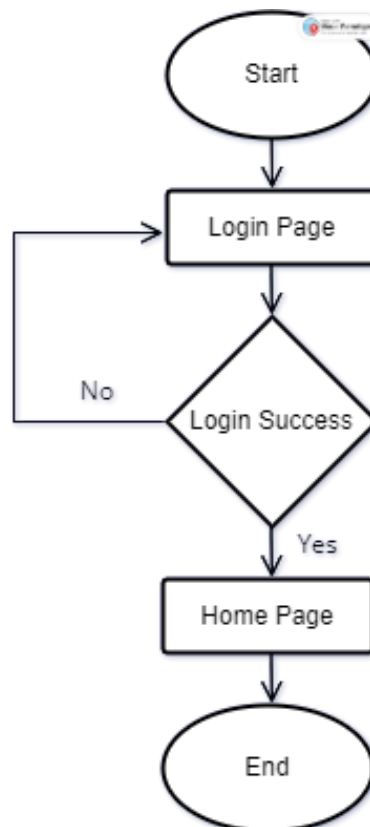 Start
Login Page
No
Login Success
Yes
Home Page
End